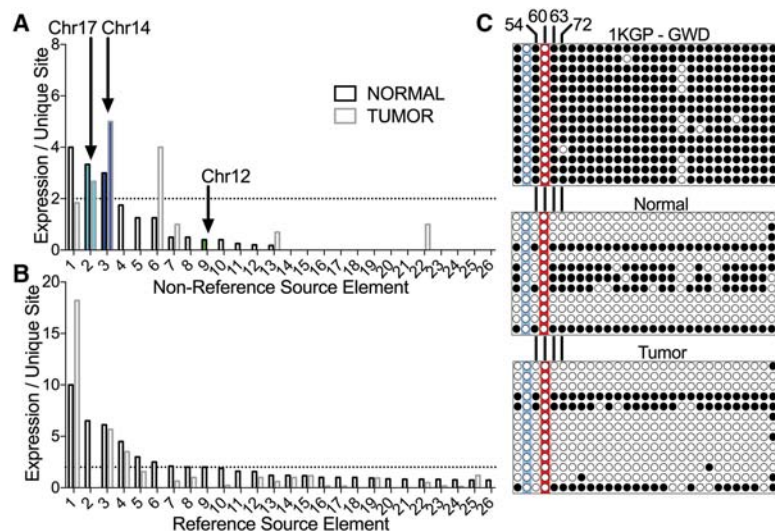 A
Chr17
Chr14
8
6
4
2
0
Expression / Unique Site
NORMAL
TUMOR
Chr12
1 2 3 4 5 6 7 8 9 10 11 12 13 14 15 16 17 18 19 20 21 22 23 24 25 26
Non-Reference Source Element
B
20
15
10
5
0
Expression / Unique Site
1 2 3 4 5 6 7 8 9 10 11 12 13 14 15 16 17 18 19 20 21 22 23 24 25 26
Reference Source Element
C
54
60
63
72
1KGP - GWD
Normal
Tumor